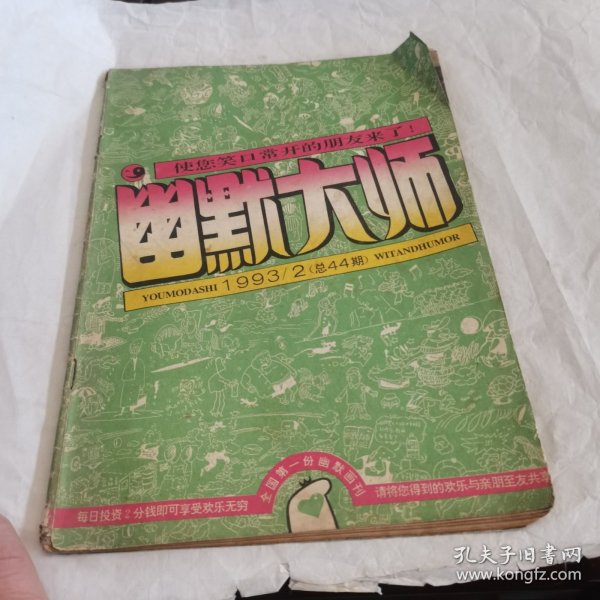 使您笑口常开的朋友来了!
幽默大师
YOUMODASHI 1993/2(总44期) WITANDHUMOR
全国第一份幽默画刊
每日投资2分钱即可享受欢乐无穷
请将您得到的欢乐与亲朋至友共享
孔夫子旧书网
www.kongfz.com